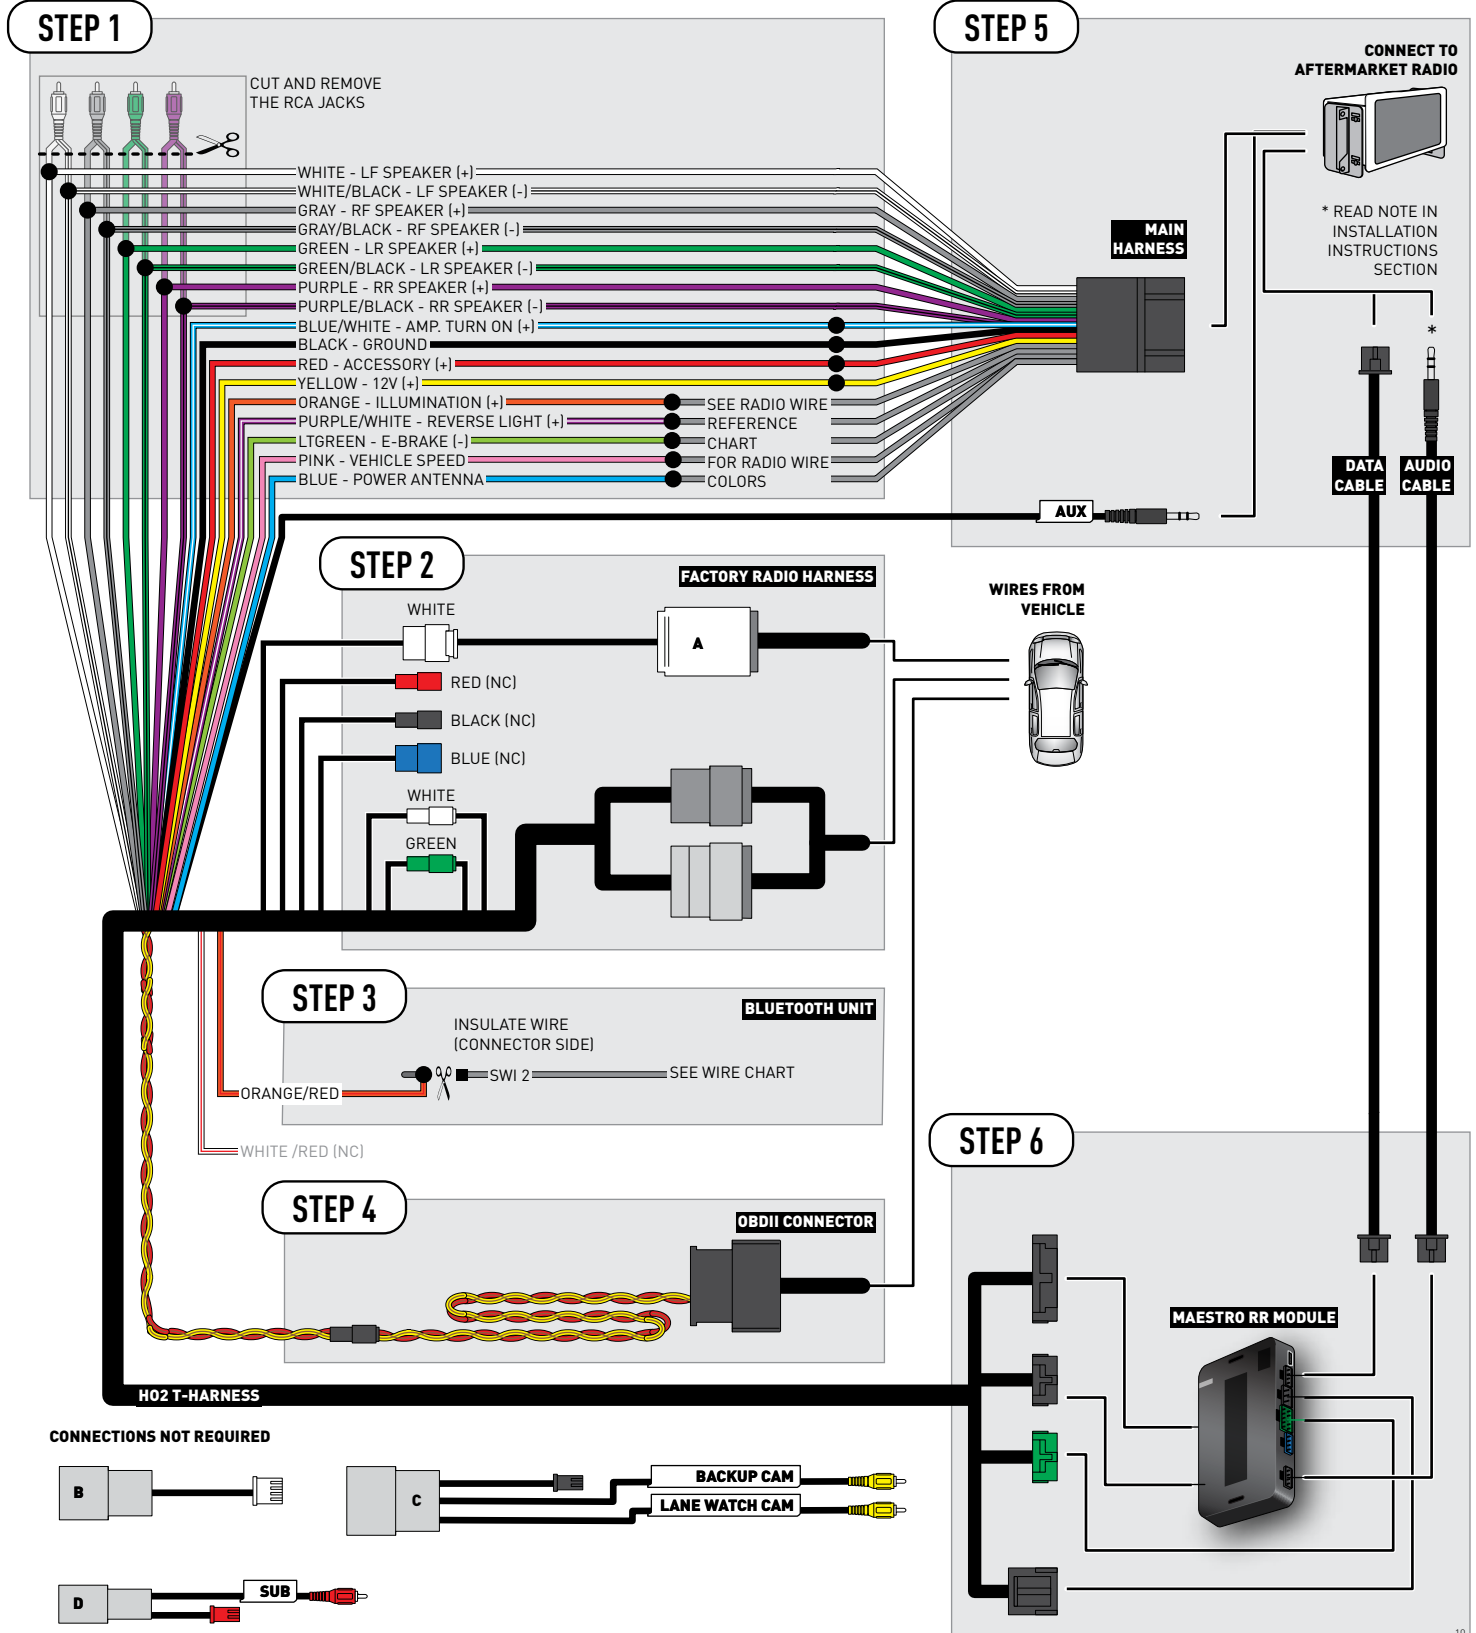 STEP 1
CUT AND REMOVE
THE RCA JACKS
WHITE - LF SPEAKER (+)
WHITE/BLACK - LF SPEAKER (-)
GRAY - RF SPEAKER (+)
GRAY/BLACK - RF SPEAKER (-)
GREEN - LR SPEAKER (+)
GREEN/BLACK - LR SPEAKER (-)
PURPLE - RR SPEAKER (+)
PURPLE/BLACK - RR SPEAKER (-)
BLUE/WHITE - AMP. TURN ON (+)
BLACK - GROUND
RED - ACCESSORY (+)
YELLOW - 12V (+)
ORANGE - ILLUMINATION (+)
PURPLE/WHITE - REVERSE LIGHT (+)
LTGREEN - E-BRAKE (-)
PINK - VEHICLE SPEED
BLUE - POWER ANTENNA
SEE RADIO WIRE
REFERENCE
CHART
FOR RADIO WIRE
COLORS
STEP 5
CONNECT TO
AFTERMARKET RADIO
* READ NOTE IN
INSTALLATION
INSTRUCTIONS
SECTION
MAIN
HARNESS
*
DATA
CABLE
AUDIO
CABLE
AUX
STEP 2
FACTORY RADIO HARNESS
WHITE
A
RED (NC)
BLACK (NC)
BLUE (NC)
WHITE
GREEN
WIRES FROM
VEHICLE
STEP 3
BLUETOOTH UNIT
INSULATE WIRE
(CONNECTOR SIDE)
SWI 2
SEE WIRE CHART
ORANGE/RED
WHITE /RED (NC)
STEP 4
OBDII CONNECTOR
STEP 6
MAESTRO RR MODULE
HO2 T-HARNESS
CONNECTIONS NOT REQUIRED
B
C
BACKUP CAM
LANE WATCH CAM
D
SUB
10